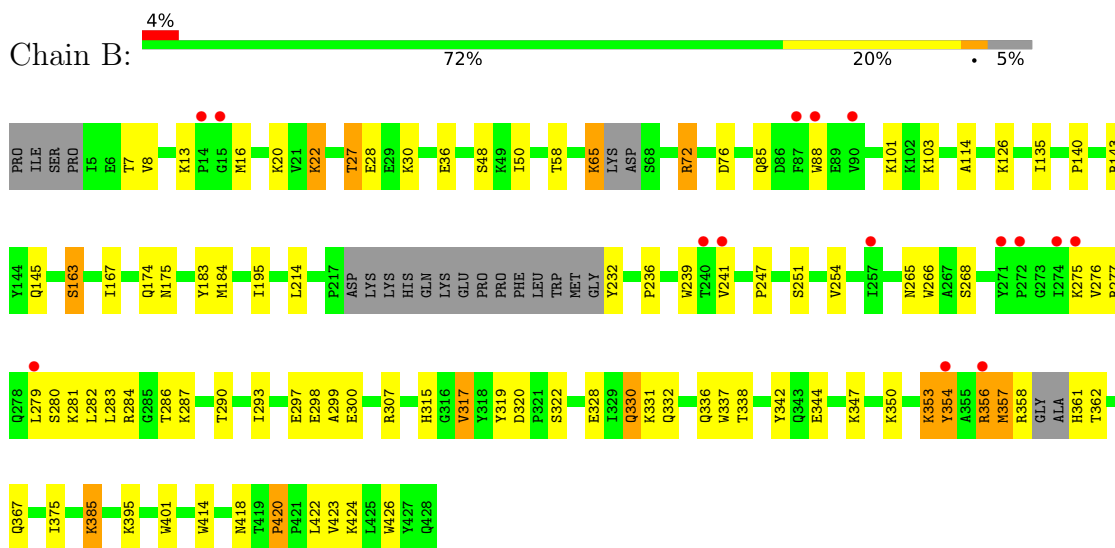 4%
Chain B:
72% 20% • 5%
PRO ILE SER PRO I5 E6 T7 V8 K13 P14 G15 M16 K20 V21 K22 T27 E28 E29 K30 E36 S48 K49 I50 T58 K65 LYS ASP S68 R72 D76 Q85 D86 F87 W88 E89 V90 K101 K102 K103 A114 K126 I135 P140 R143
Y144 Q145 S163 I167 Q174 N175 Y183 M184 I195 L214 P217 ASP LYS LYS HIS GLN LYS GLU PRO PRO PHE LEU TRP MET GLY Y232 P236 W239 T240 V241 P247 S251 V254 I257 N265 W266 A267 S268 Y271 P272 G273 I274 K275 V276 R277
Q278 L279 S280 K281 L282 L283 R284 G285 T286 K287 T290 I293 E297 E298 A299 E300 R307 H315 G316 V317 Y318 Y319 D320 P321 S322 E328 I329 Q330 K331 Q332 Q336 W337 T338 Y342 Q343 E344 K347 K350 K353 Y354 A355 R356 M357 R358 GLY ALA H361 T362
Q367 I375 K385 K395 W401 W414 N418 T419 P420 P421 L422 V423 K424 L425 W426 Y427 Q428